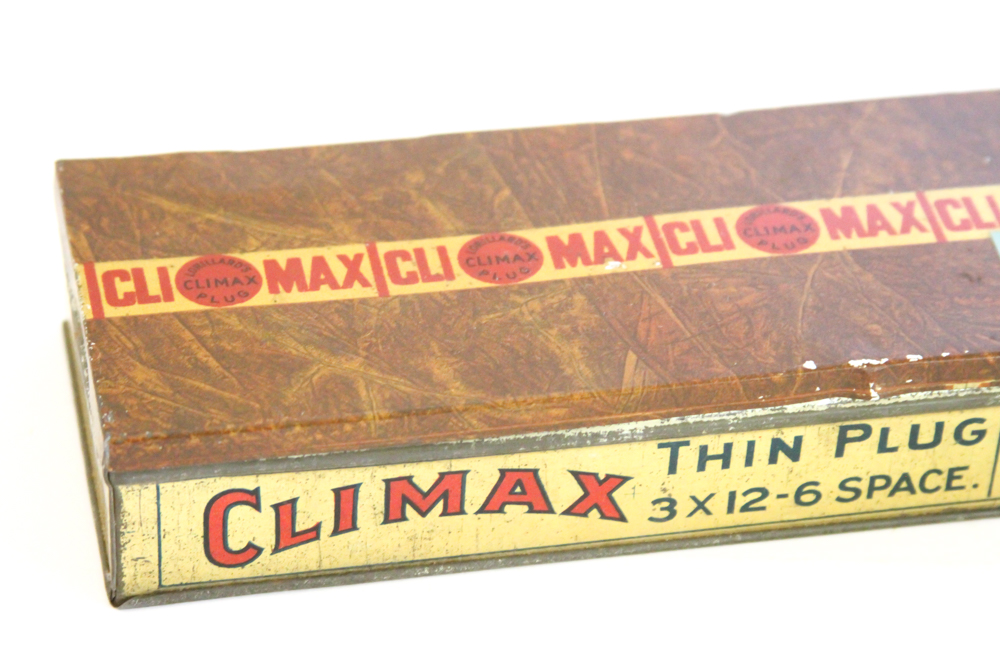 CLI LORILLARD'S CLIMAX PLUG MAX CLI LORILLARD'S CLIMAX PLUG MAX CLI LORILLARD'S CLIMAX PLUG MAX CLI
CLIMAX THIN PLUG
3X12-6 SPACE.